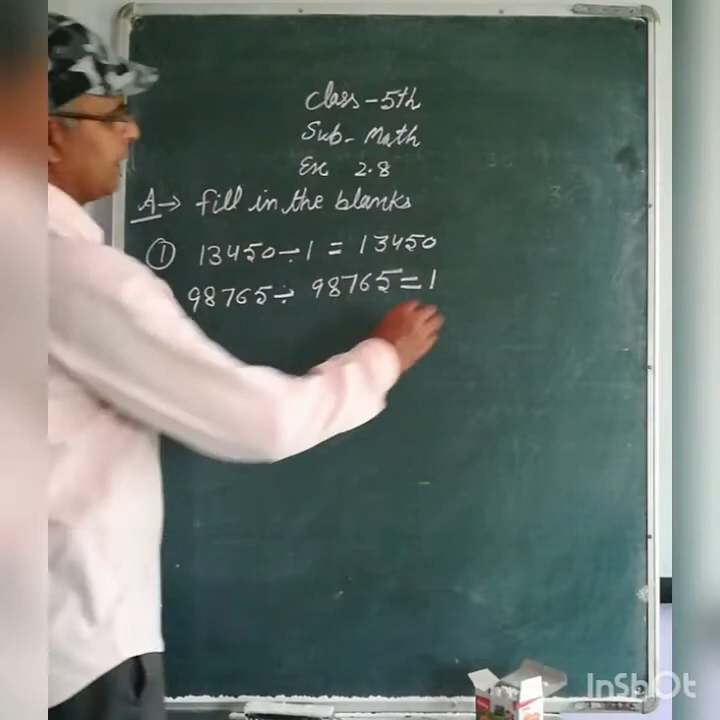 Class - 5th
Sub - Math
Ex 2.8
A → fill in the blanks
① 13450 ÷ 1 = 13450
98765 ÷ 98765 = 1
InShOt